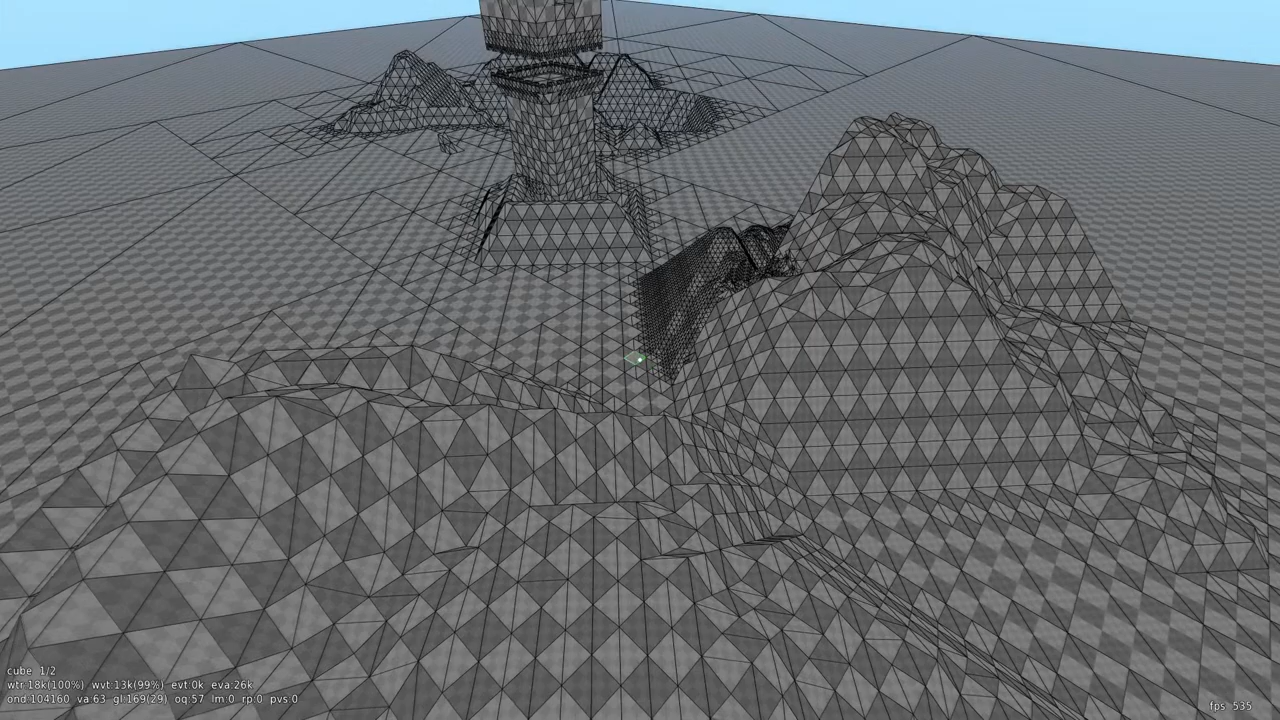 cube 1/2
wtr:18k(100%) wvt:13k(99%) evt:0k eva:26k
ond:104160 va:63 gl:169(29) oq:57 lm:0 rp:0 pvs:0
fps 535